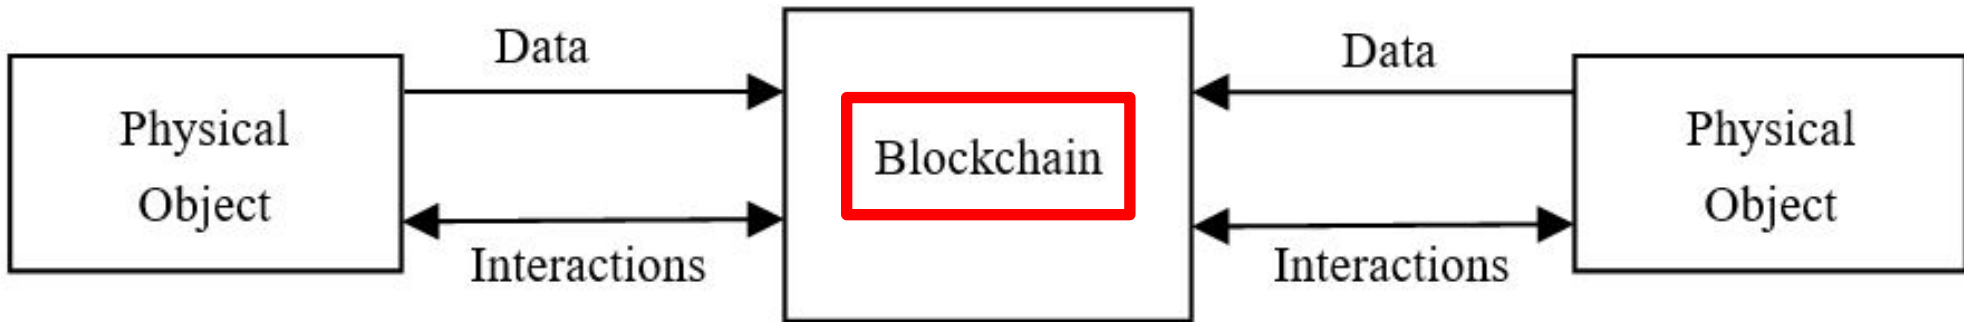 Data
Data
Physical
Object
Blockchain
Physical
Object
Interactions
Interactions